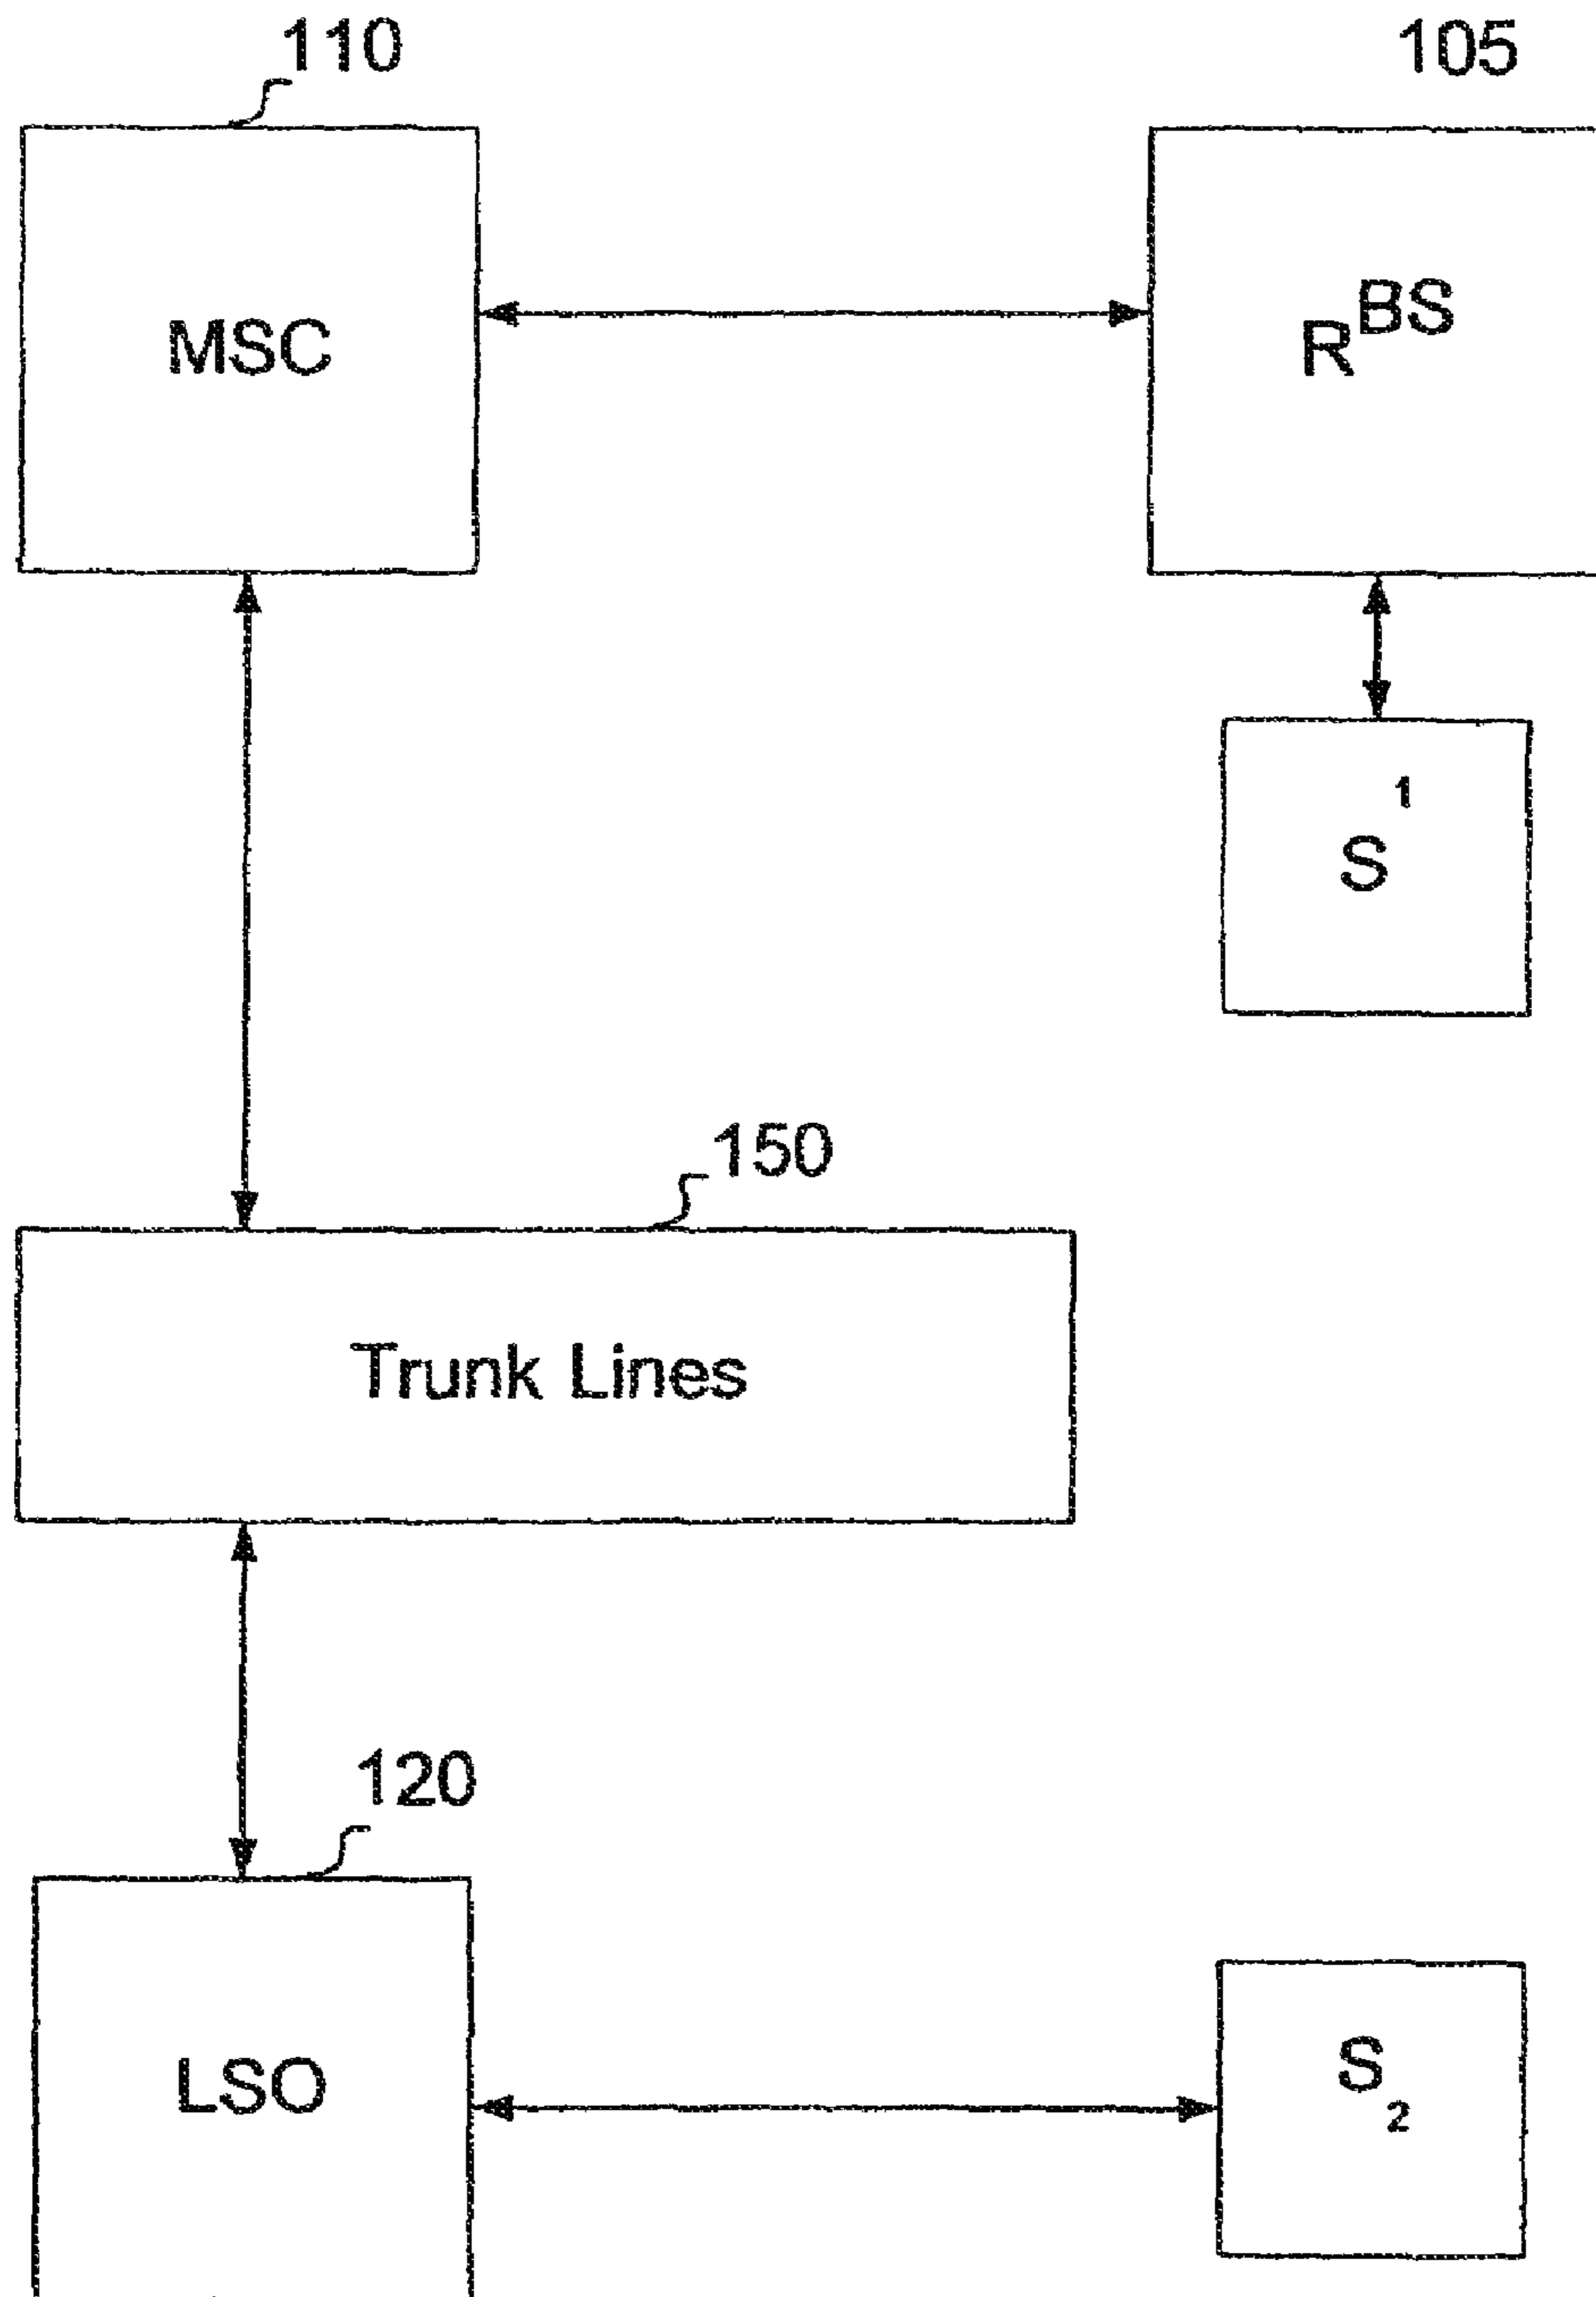 110
105
MSC
R^BS
S^1
150
Trunk Lines
120
LSO
S_2